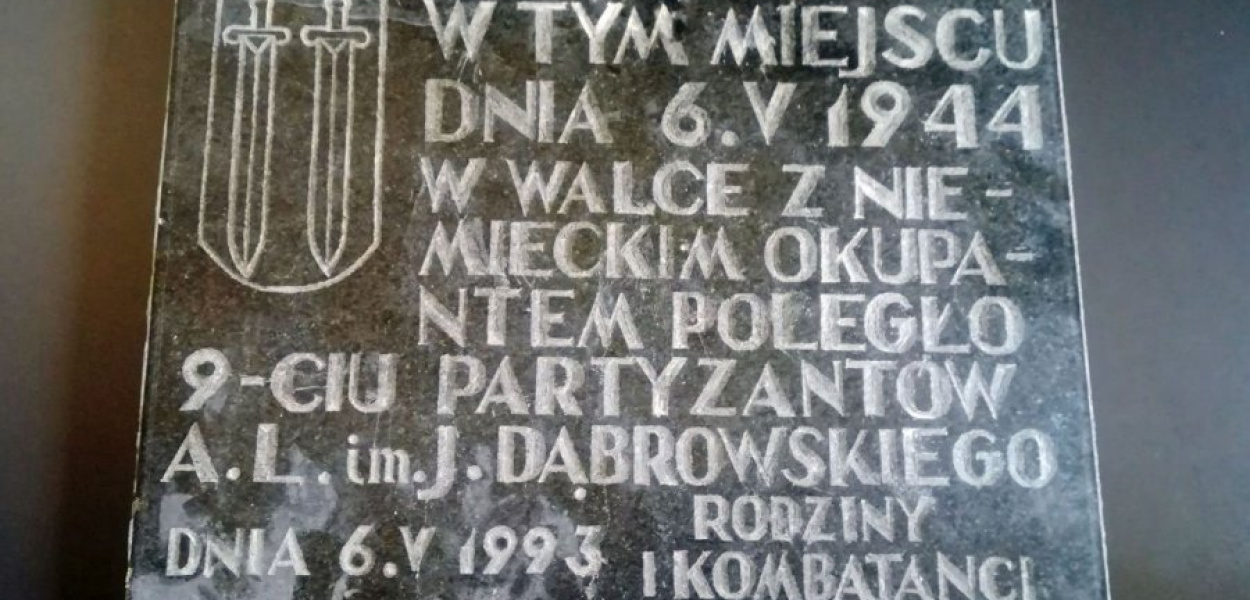 W TYM MIEJSCU
DNIA 6.V 1944
W WALCE Z NIE-
MIECKIM OKUPA-
NTEM POLEGŁO
9-CIU PARTYZANTÓW
A.L. im. J. DĄBROWSKIEGO
RODZINY
DNIA 6.V 1993
I KOMBATANCI